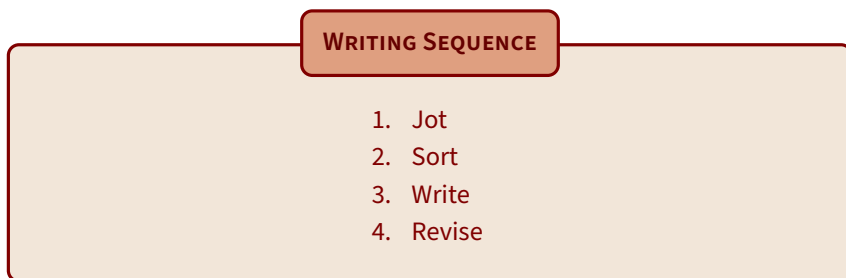 Writing Sequence
1. Jot
2. Sort
3. Write
4. Revise